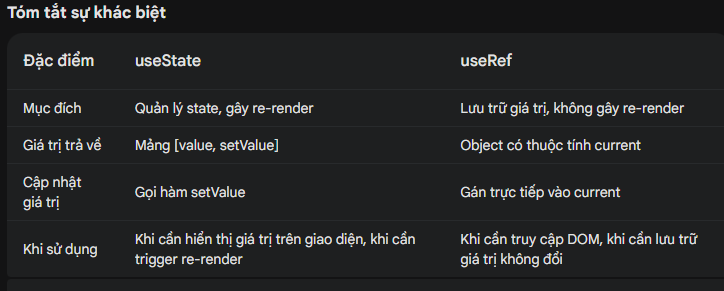 Tóm tắt sự khác biệt
Đặc điểm useState useRef
Mục đích Quản lý state, gây re-render Lưu trữ giá trị, không gây re-render
Giá trị trả về Mảng [value, setValue] Object có thuộc tính current
Cập nhật
giá trị Gọi hàm setValue Gán trực tiếp vào current
Khi sử dụng Khi cần hiển thị giá trị trên giao diện, khi cần
trigger re-render Khi cần truy cập DOM, khi cần lưu trữ
giá trị không đổi